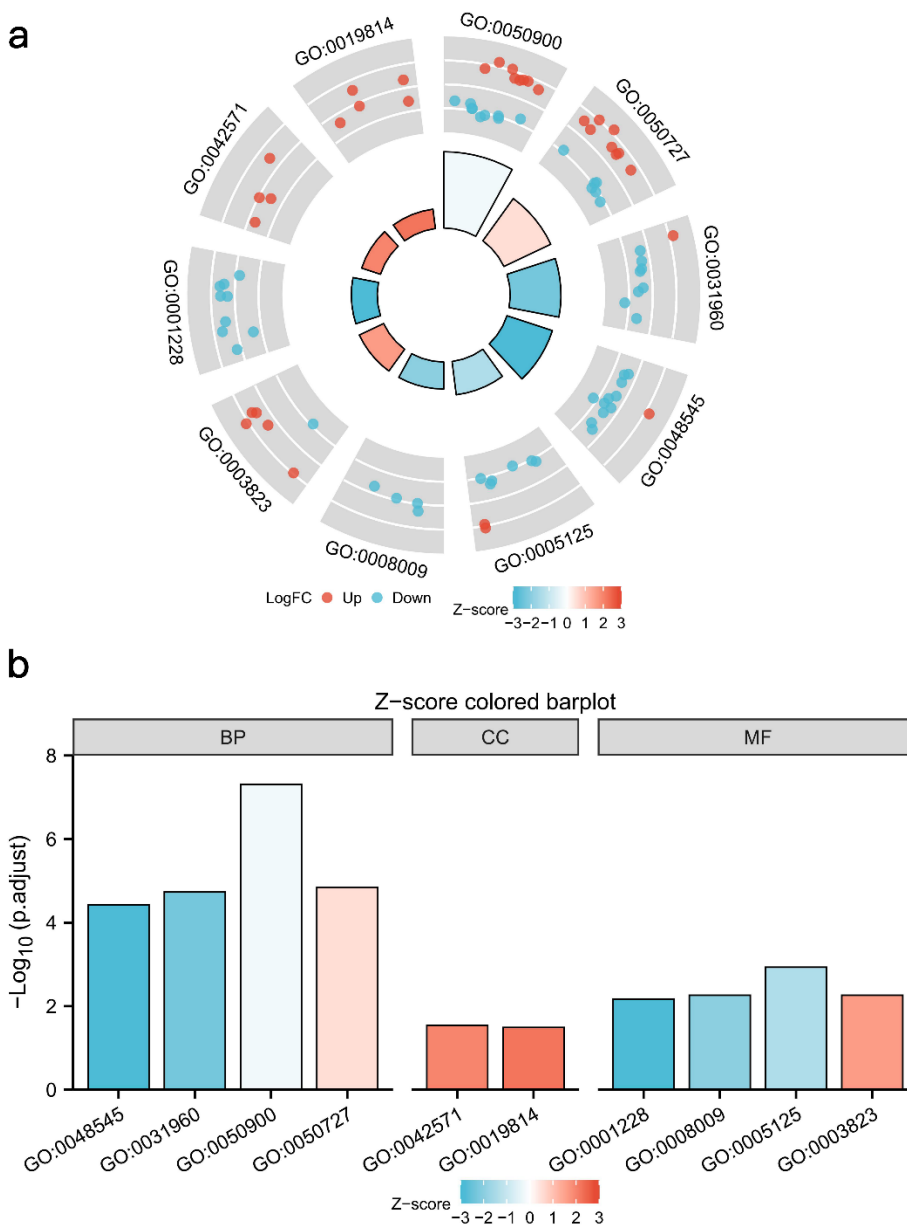 a
GO:0019814
GO:0050900
GO:0042571
GO:0050727
GO:0001228
GO:0031960
GO:0003823
GO:0048545
GO:0008009
GO:0005125
LogFC Up Down
Z−score
−3 −2 −1 0 1 2 3
b
Z−score colored barplot
BP CC MF
−Log10 (p.adjust)
8
6
4
2
0
GO:0048545 GO:0031960 GO:0050900 GO:0050727 GO:0042571 GO:0019814 GO:0001228 GO:0008009 GO:0005125 GO:0003823
Z−score
−3 −2 −1 0 1 2 3